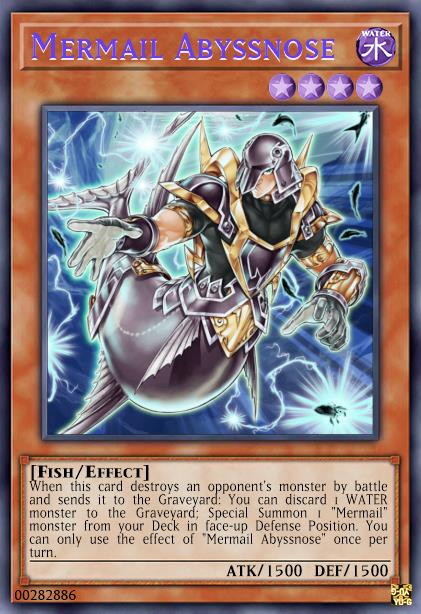 MERMAIL ABYSSNOSE
WATER
水
[FISH/EFFECT]
When this card destroys an opponent's monster by battle
and sends it to the Graveyard: You can discard 1 WATER
monster to the Graveyard; Special Summon 1 "Mermail"
monster from your Deck in face-up Defense Position. You
can only use the effect of "Mermail Abyssnose" once per
turn.
ATK/1500 DEF/1500
00282886